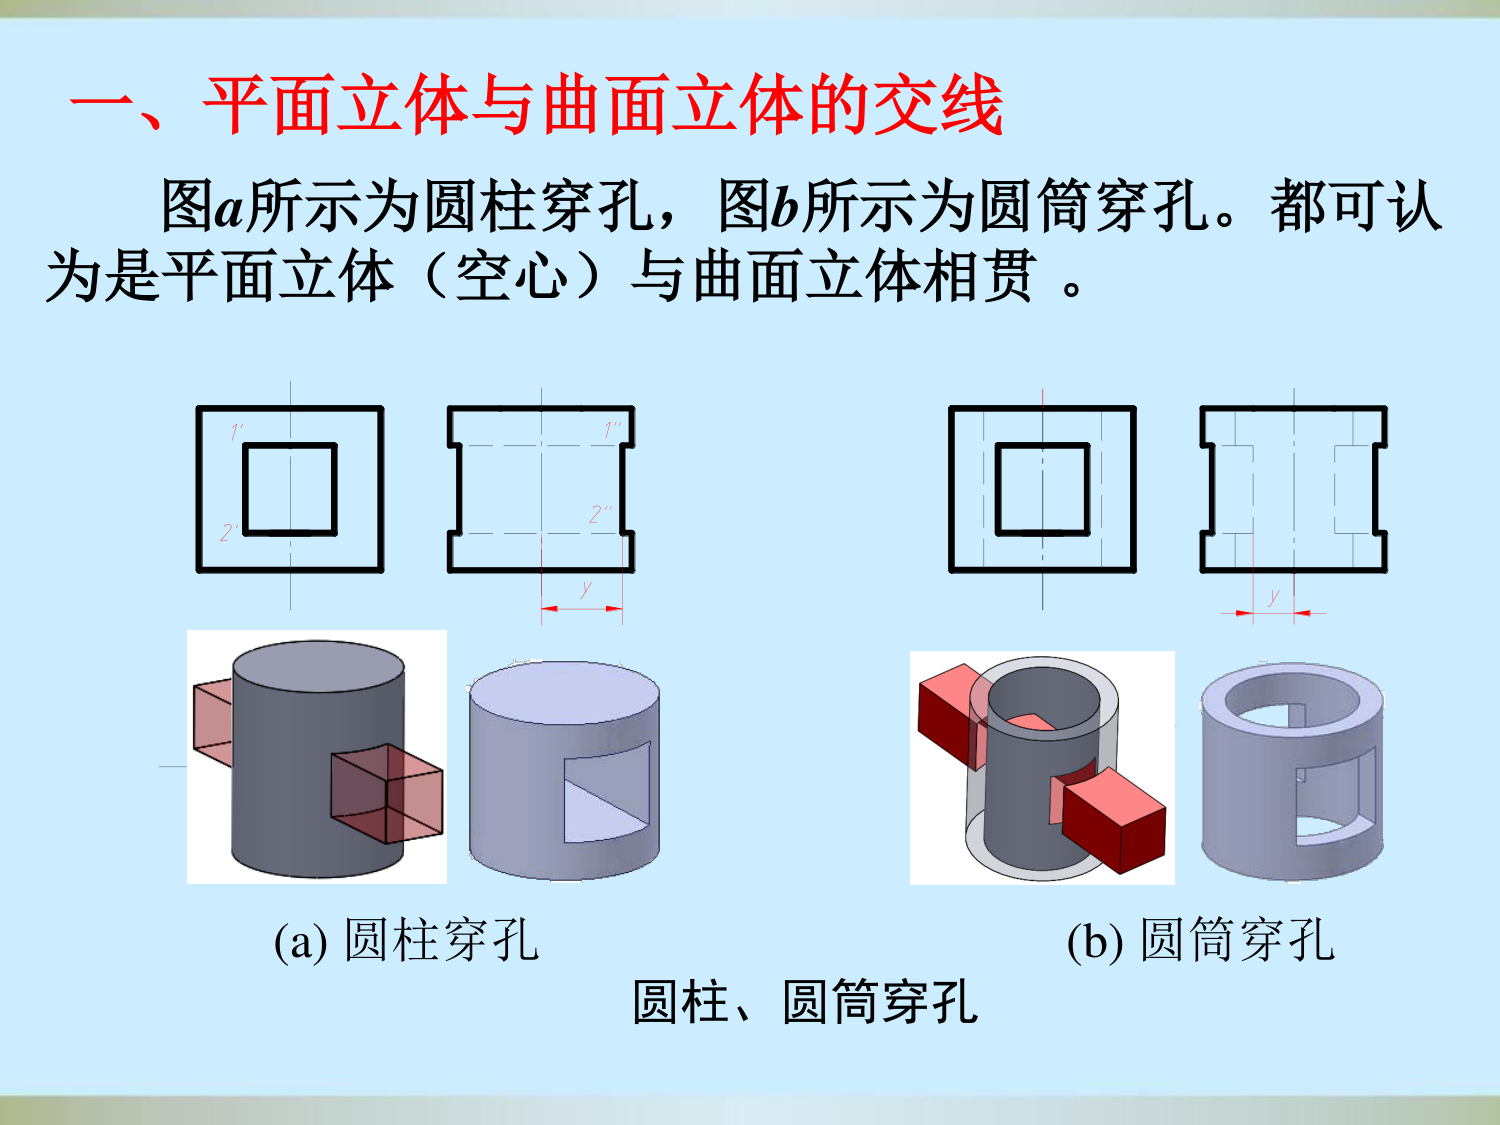 一、平面立体与曲面立体的交线
图a所示为圆柱穿孔，图b所示为圆筒穿孔。都可认
为是平面立体（空心）与曲面立体相贯 。
1'
1''
2'
2''
y
y
(a) 圆柱穿孔
(b) 圆筒穿孔
圆柱、圆筒穿孔